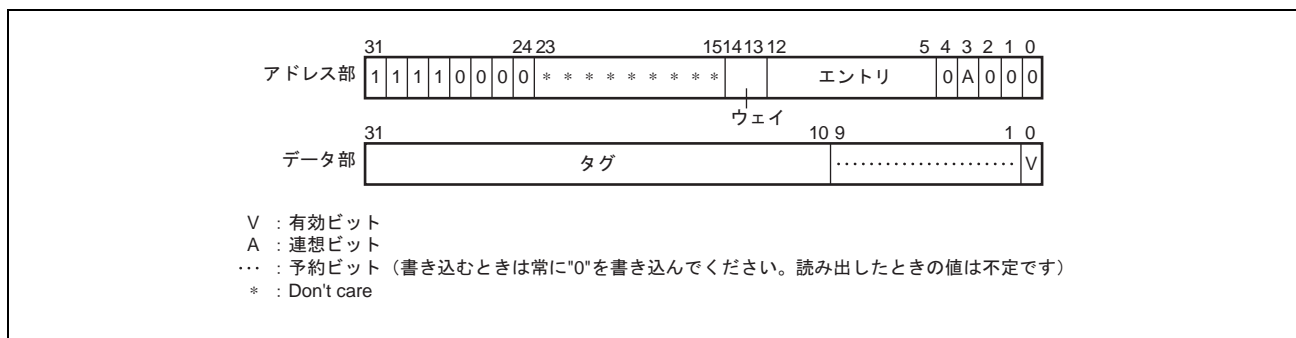 31 24 23 15 14 13 12 5 4 3 2 1 0
アドレス部 1 1 1 1 0 0 0 0 * * * * * * * * * エントリ 0 A 0 0 0
ウェイ
31 10 9 1 0
データ部 タグ ······················ V
V : 有効ビット
A : 連想ビット
··· : 予約ビット（書き込むときは常に"0"を書き込んでください。読み出したときの値は不定です）
* : Don't care